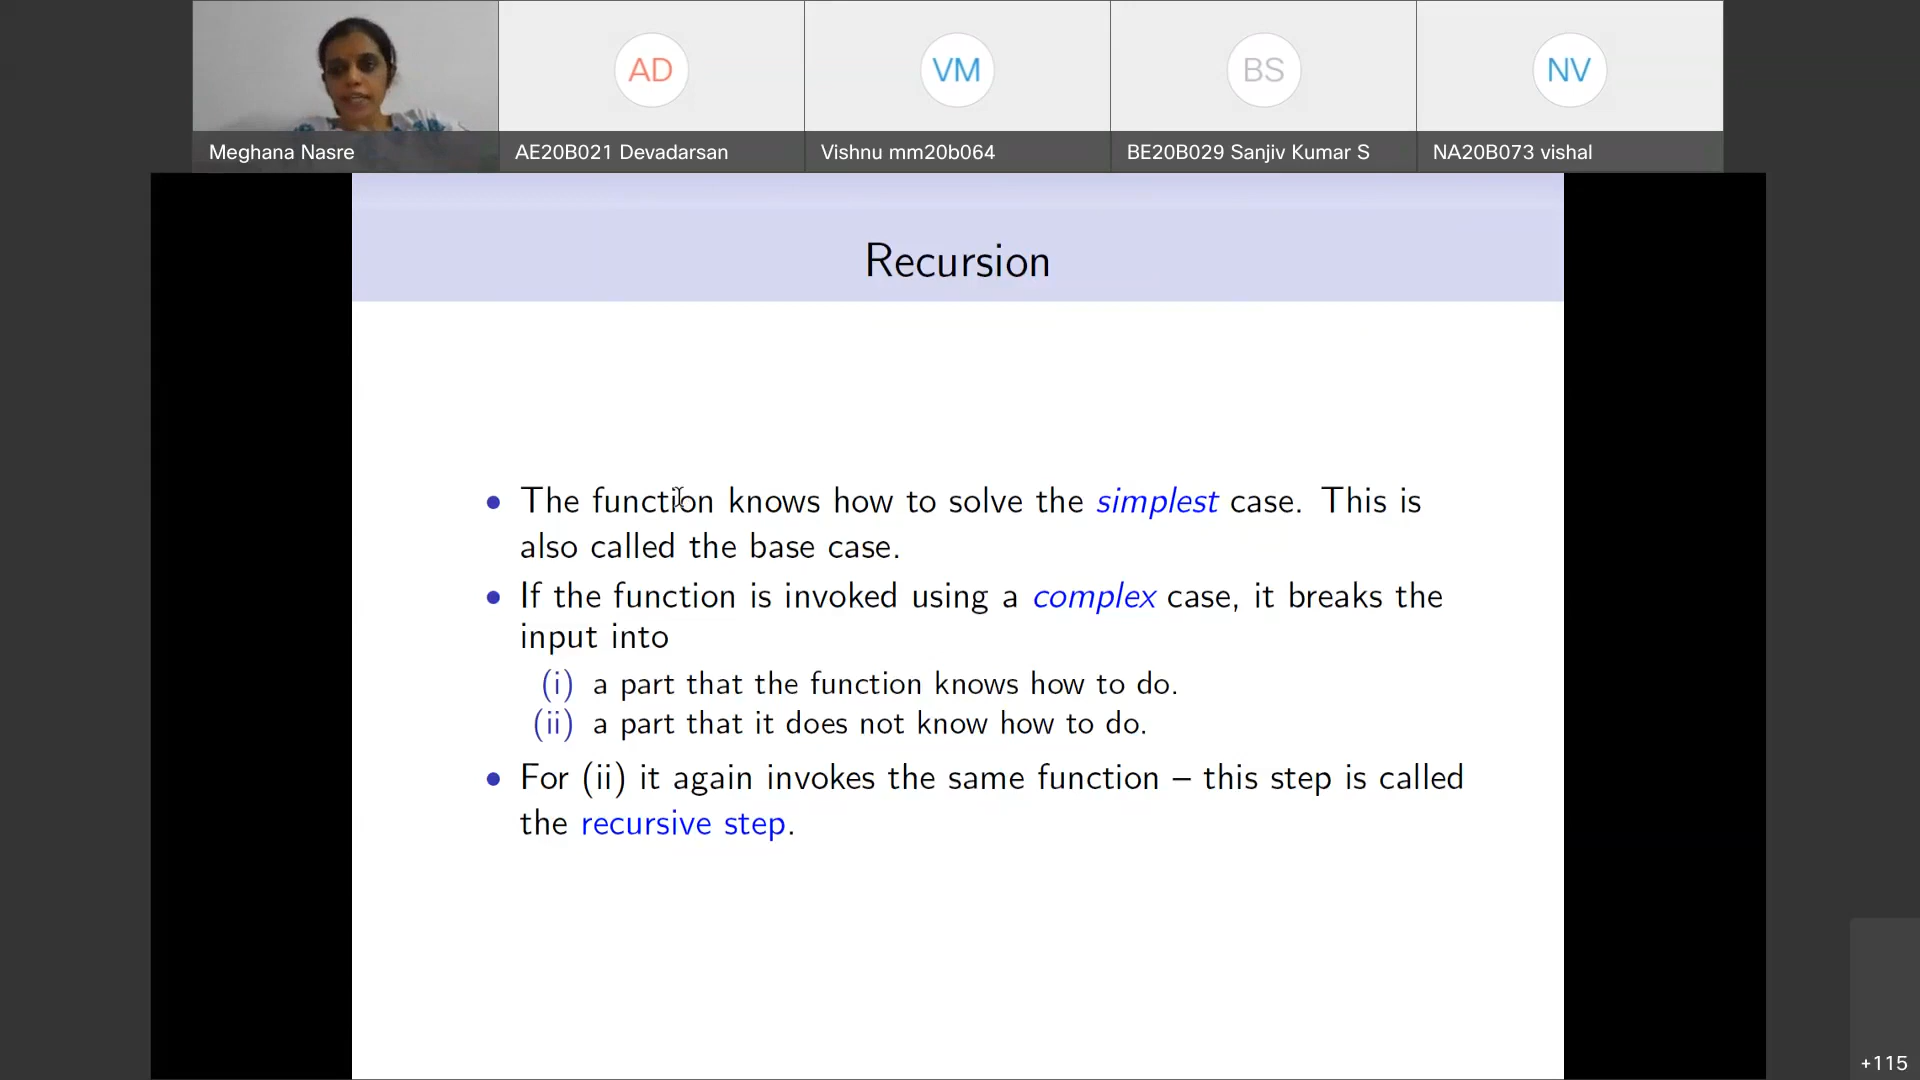 AD
VM
BS
NV
Meghana Nasre
AE20B021 Devadarsan
Vishnu mm20b064
BE20B029 Sanjiv Kumar S
NA20B073 vishal
Recursion
• The function knows how to solve the simplest case. This is
also called the base case.
• If the function is invoked using a complex case, it breaks the
input into
(i) a part that the function knows how to do.
(ii) a part that it does not know how to do.
• For (ii) it again invokes the same function – this step is called
the recursive step.
+115